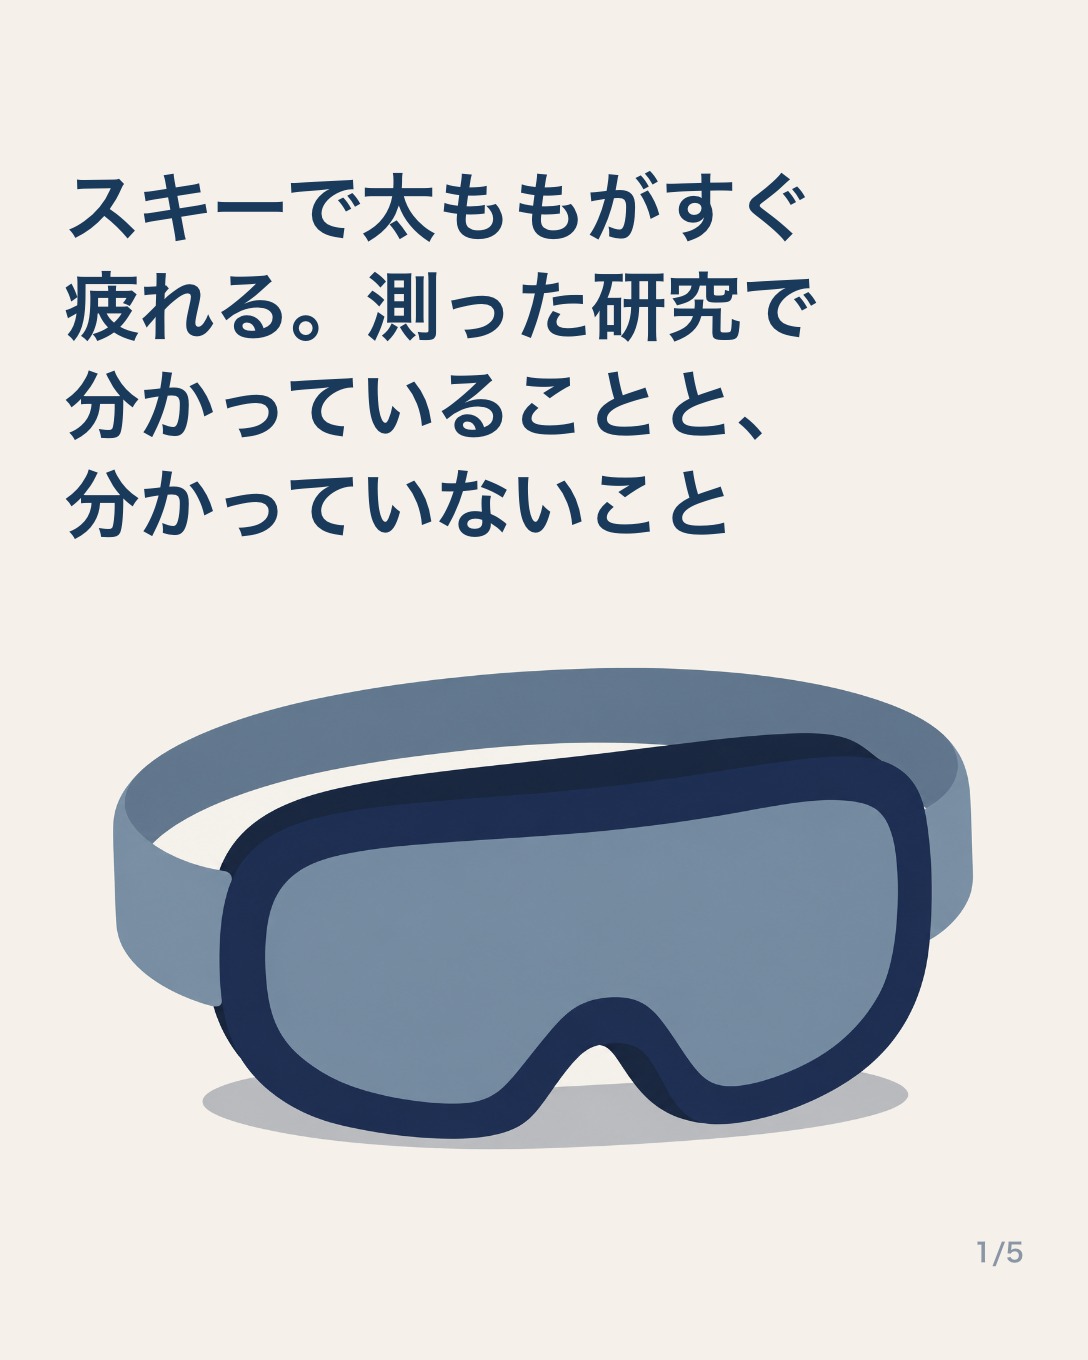 スキーで太ももがすぐ
疲れる。測った研究で
分かっていることと、
分かっていないこと
1/5